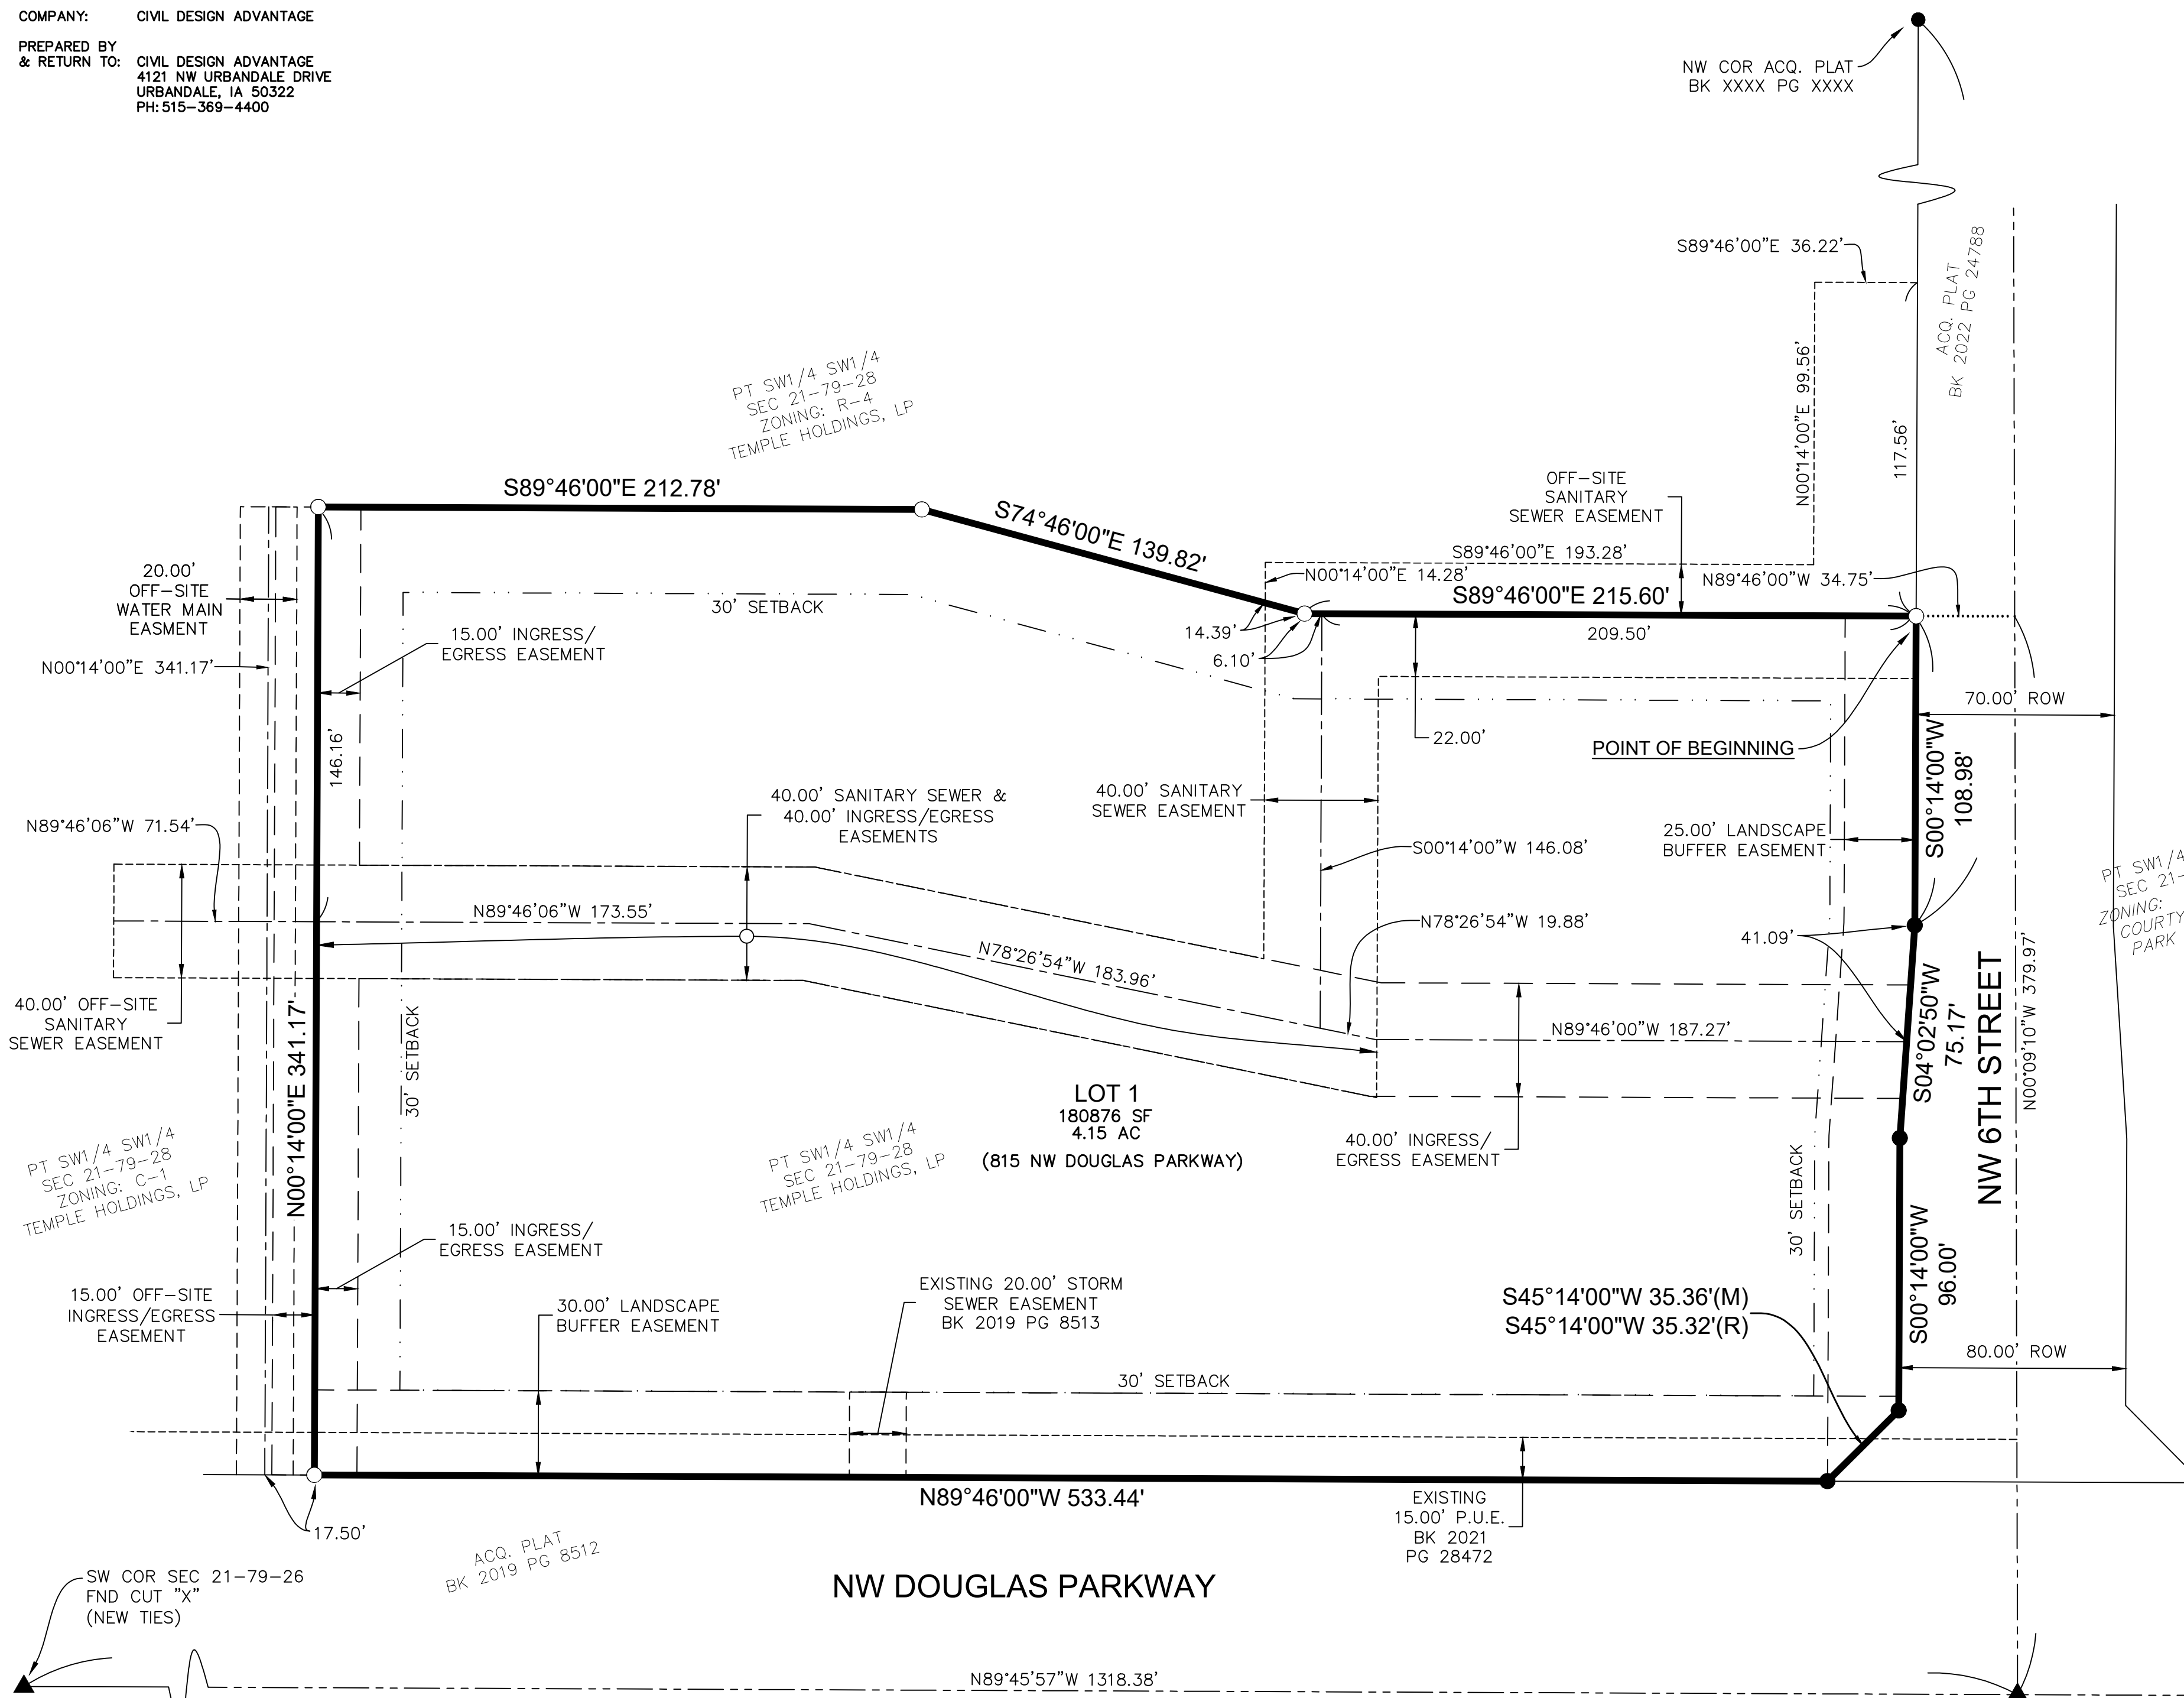 COMPANY: CIVIL DESIGN ADVANTAGE
PREPARED BY
& RETURN TO: CIVIL DESIGN ADVANTAGE
4121 NW URBANDALE DRIVE
URBANDALE, IA 50322
PH: 515-369-4400
NW COR ACQ. PLAT
BK XXXX PG XXXX
S89°46'00"E 36.22'
ACQ. PLAT
BK 2022 PG 24788
N00°14'00"E 99.56'
117.56'
PT SW1/4 SW1/4
SEC 21-79-28
ZONING: R-4
TEMPLE HOLDINGS, LP
S89°46'00"E 212.78'
S74°46'00"E 139.82'
OFF-SITE
SANITARY
SEWER EASEMENT
S89°46'00"E 193.28'
N00°14'00"E 14.28'
N89°46'00"W 34.75'
S89°46'00"E 215.60'
209.50'
14.39'
6.10'
20.00'
OFF-SITE
WATER MAIN
EASMENT
30' SETBACK
15.00' INGRESS/
EGRESS EASEMENT
N00°14'00"E 341.17'
146.16'
22.00'
70.00' ROW
POINT OF BEGINNING
S00°14'00"W
108.98'
40.00' SANITARY SEWER &
40.00' INGRESS/EGRESS
EASEMENTS
40.00' SANITARY
SEWER EASEMENT
25.00' LANDSCAPE
BUFFER EASEMENT
N89°46'06"W 71.54'
S00°14'00"W 146.08'
PT SW1/4
SEC 21-
ZONING:
COURTY
PARK
N89°46'06"W 173.55'
N78°26'54"W 183.96'
N78°26'54"W 19.88'
41.09'
40.00' OFF-SITE
SANITARY
SEWER EASEMENT
N00°14'00"E 341.17'
30' SETBACK
N89°46'00"W 187.27'
S04°02'50"W
75.17'
NW 6TH STREET
N00°09'10"W 379.97'
LOT 1
180876 SF
4.15 AC
(815 NW DOUGLAS PARKWAY)
PT SW1/4 SW1/4
SEC 21-79-28
ZONING: C-1
TEMPLE HOLDINGS, LP
PT SW1/4 SW1/4
SEC 21-79-28
TEMPLE HOLDINGS, LP
40.00' INGRESS/
EGRESS EASEMENT
30' SETBACK
S00°14'00"W
96.00'
15.00' INGRESS/
EGRESS EASEMENT
15.00' OFF-SITE
INGRESS/EGRESS
EASEMENT
30.00' LANDSCAPE
BUFFER EASEMENT
EXISTING 20.00' STORM
SEWER EASEMENT
BK 2019 PG 8513
S45°14'00"W 35.36'(M)
S45°14'00"W 35.32'(R)
80.00' ROW
30' SETBACK
N89°46'00"W 533.44'
EXISTING
15.00' P.U.E.
BK 2021
PG 28472
17.50'
ACQ. PLAT
BK 2019 PG 8512
SW COR SEC 21-79-26
FND CUT "X"
(NEW TIES)
NW DOUGLAS PARKWAY
N89°45'57"W 1318.38'